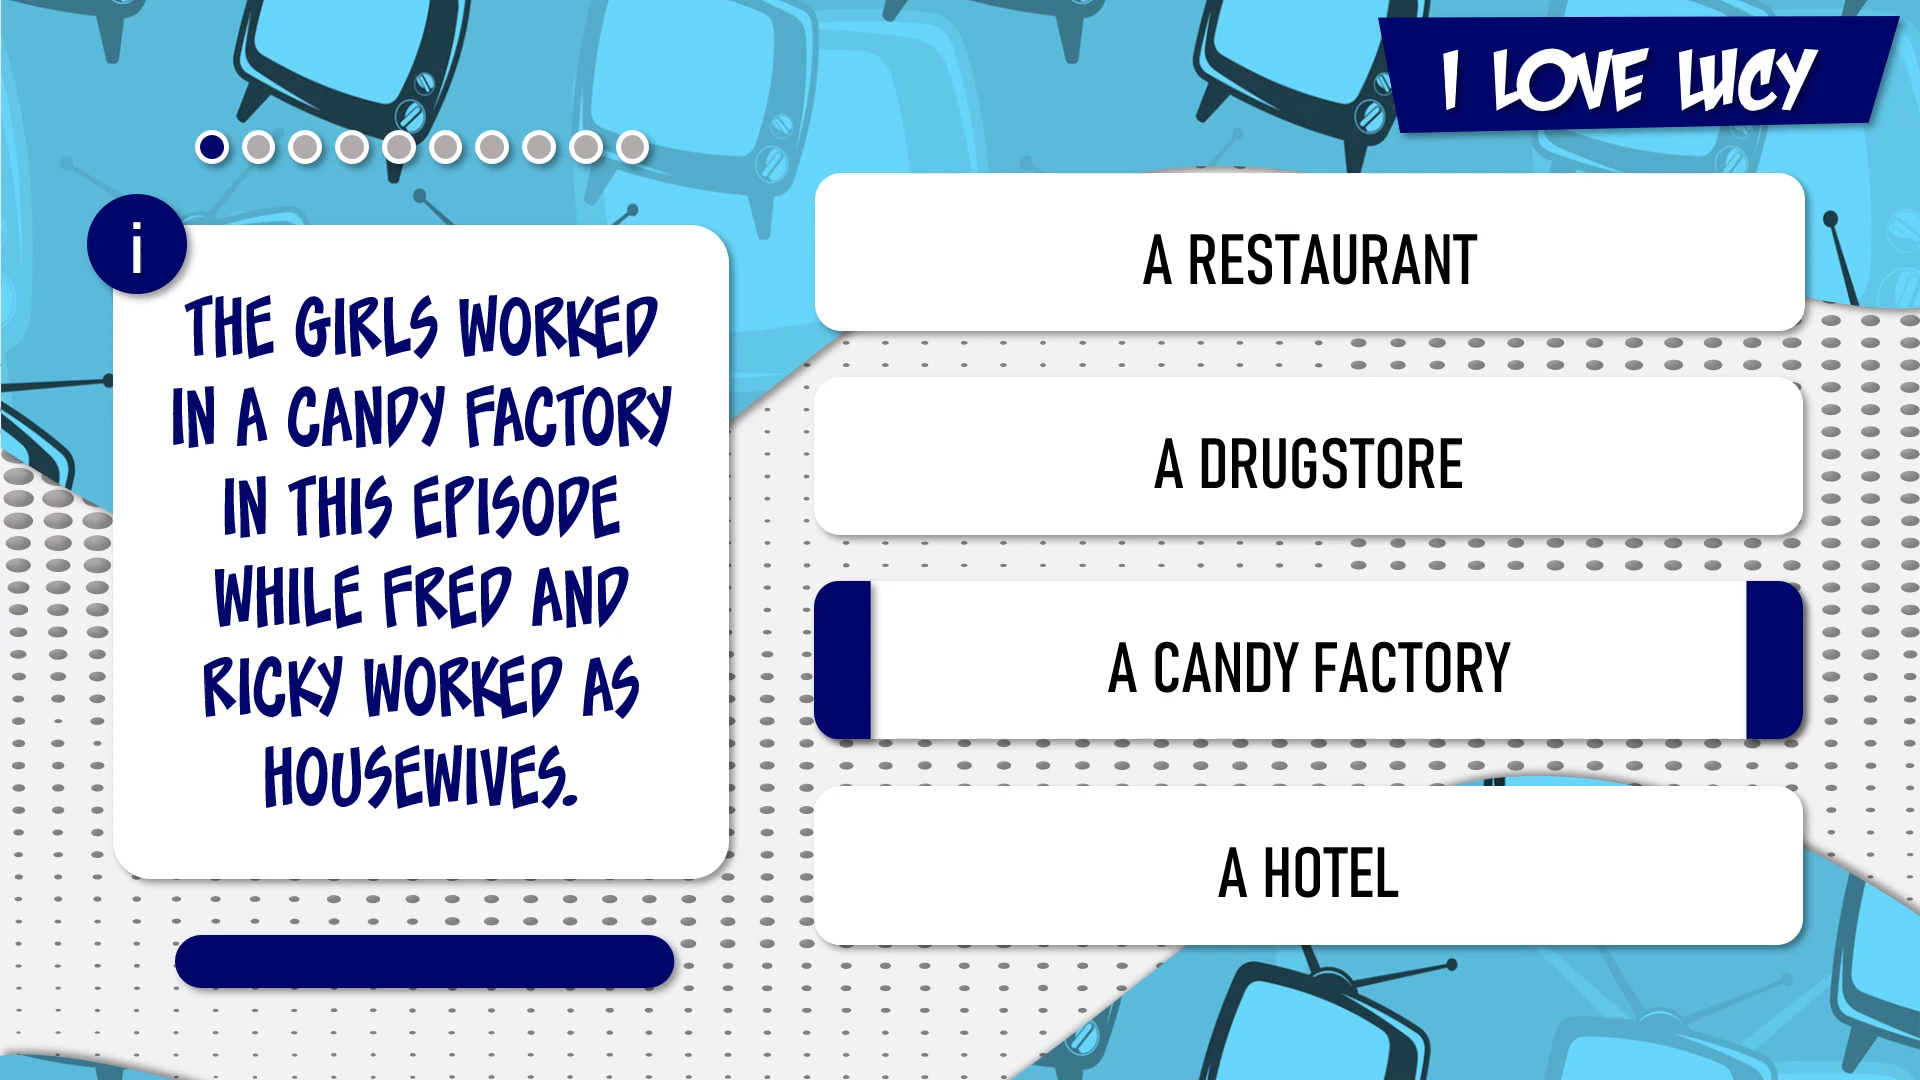 I LOVE LUCY
i
THE GIRLS WORKED
IN A CANDY FACTORY
IN THIS EPISODE
WHILE FRED AND
RICKY WORKED AS
HOUSEWIVES.
A RESTAURANT
A DRUGSTORE
A CANDY FACTORY
A HOTEL